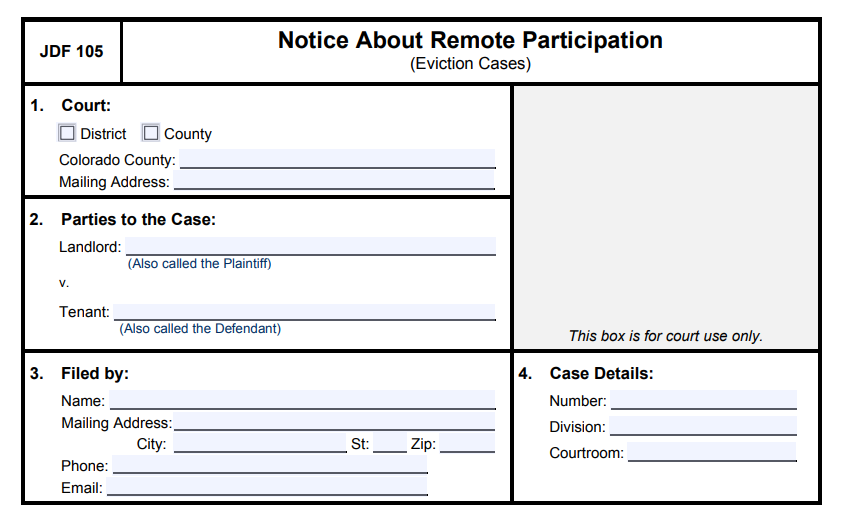 JDF 105
Notice About Remote Participation
(Eviction Cases)
1. Court:
District County
Colorado County:
Mailing Address:
2. Parties to the Case:
Landlord:
(Also called the Plaintiff)
v.
Tenant:
(Also called the Defendant)
This box is for court use only.
3. Filed by:
Name:
Mailing Address:
City: St: Zip:
Phone:
Email:
4. Case Details:
Number:
Division:
Courtroom: